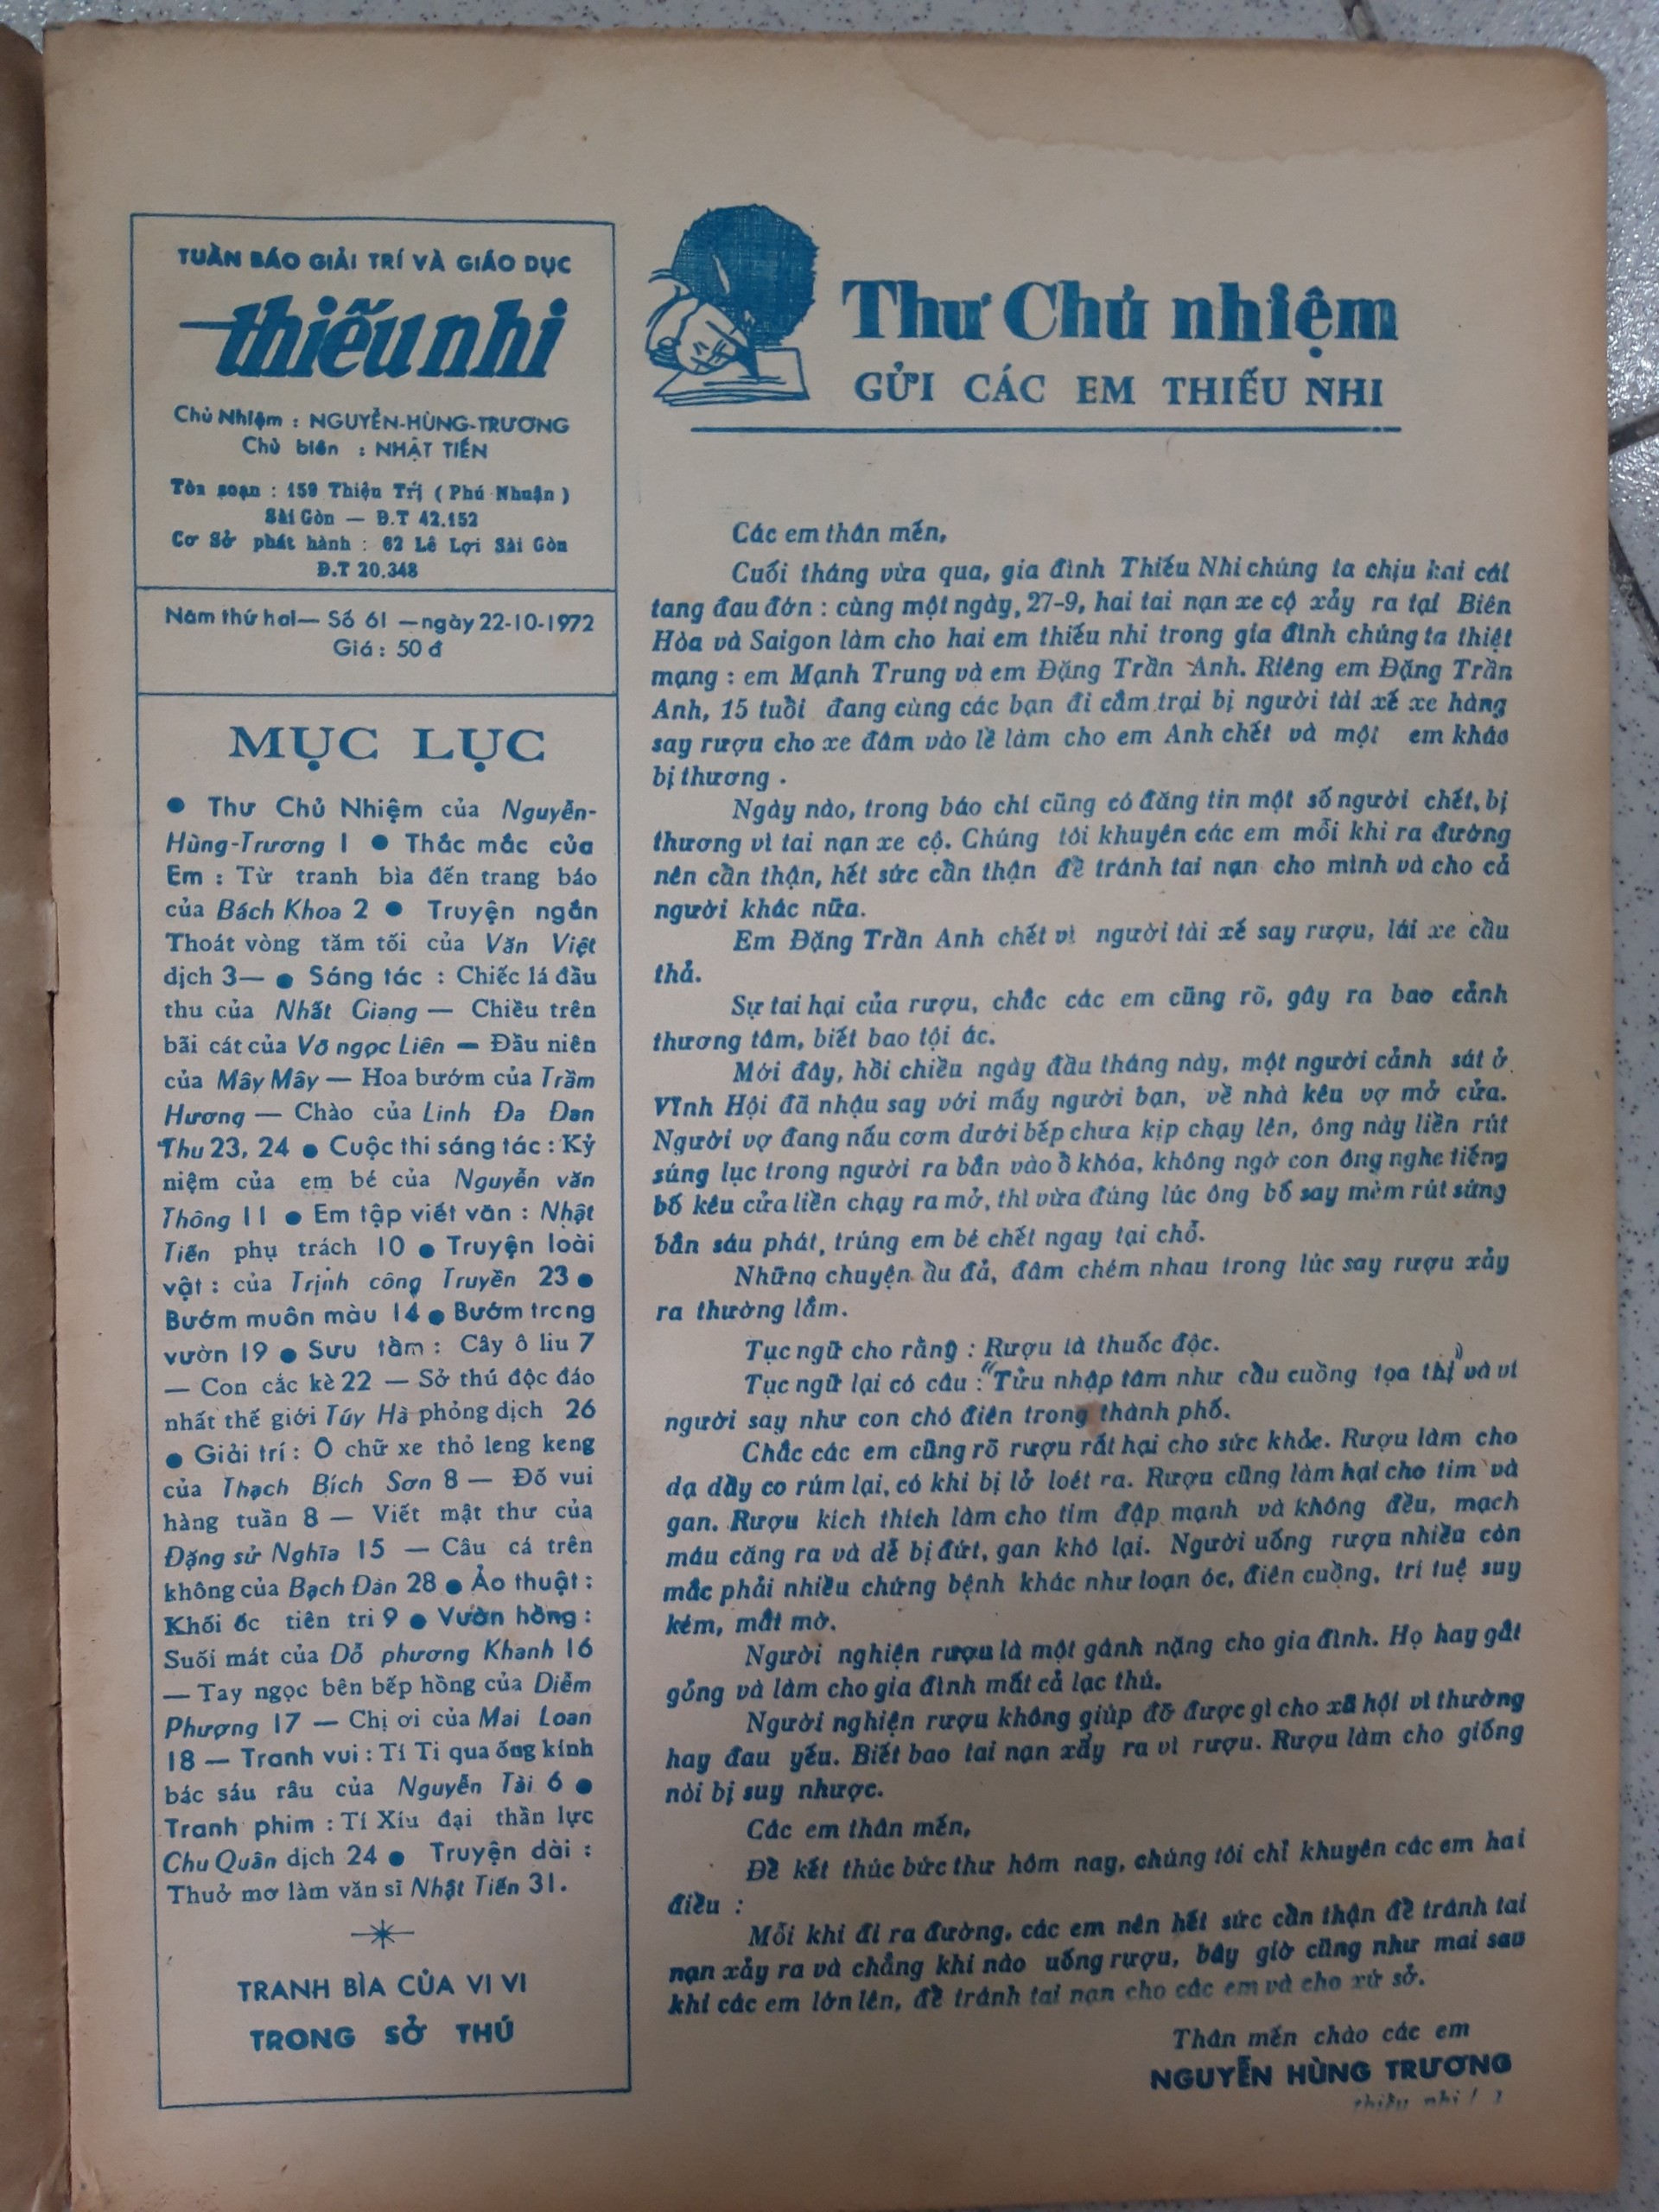 TUẦN BÁO GIẢI TRÍ VÀ GIÁO DỤC
thiếu nhi
Chủ Nhiệm : NGUYỄN-HÙNG-TRƯƠNG
Chủ biên : NHẬT TIẾN
Tòa soạn : 159 Thiệu Trị ( Phú Nhuận )
Sài Gòn — Đ.T 42.152
Cơ Sở phát hành : 62 Lê Lợi Sài Gòn
Đ.T 20.348
Năm thứ hai— Số 61 —ngày 22-10-1972
Giá : 50 đ
MỤC LỤC
● Thư Chủ Nhiệm của Nguyễn-
Hùng-Trương 1 ● Thắc mắc của
Em : Từ tranh bìa đến trang báo
của Bách Khoa 2 ● Truyện ngắn
Thoát vòng tăm tối của Văn Việt
dịch 3— ● Sáng tác : Chiếc lá đầu
thu của Nhất Giang — Chiều trên
bãi cát của Võ ngọc Liên — Đầu niên
của Mây Mây — Hoa bướm của Trầm
Hương — Chào của Linh Đa Đan
Thu 23, 24 ● Cuộc thi sáng tác : Kỷ
niệm của em bé của Nguyễn văn
Thông 11 ● Em tập viết văn : Nhật
Tiến phụ trách 10 ● Truyện loài
vật : của Trịnh công Truyền 23 ●
Bướm muôn màu 14 ● Bướm trong
vườn 19 ● Sưu tầm : Cây ô liu 7
— Con cắc kè 22 — Sở thú độc đáo
nhất thế giới Túy Hà phỏng dịch 26
● Giải trí : Ô chữ xe thỏ leng keng
của Thạch Bích Sơn 8 — Đố vui
hàng tuần 8 — Viết mật thư của
Đặng sử Nghĩa 15 — Câu cá trên
không của Bạch Đàn 28 ● Ảo thuật :
Khối ốc tiên tri 9 ● Vườn hồng :
Suối mát của Đỗ phương Khanh 16
— Tay ngọc bên bếp hồng của Diễm
Phượng 17 — Chị ơi của Mai Loan
18 — Tranh vui : Tí Ti qua ống kính
bác sáu râu của Nguyễn Tài 6 ●
Tranh phim : Tí Xíu đại thần lực
Chu Quân dịch 24 ● Truyện dài :
Thuở mơ làm văn sĩ Nhật Tiến 31.
TRANH BÌA CỦA VI VI
TRONG SỞ THÚ
Thư Chủ nhiệm
GỬI CÁC EM THIẾU NHI
Các em thân mến,
Cuối tháng vừa qua, gia đình Thiếu Nhi chúng ta chịu hai cái
tang đau đớn : cùng một ngày, 27-9, hai tai nạn xe cộ xảy ra tại Biên
Hòa và Saigon làm cho hai em thiếu nhi trong gia đình chúng ta thiệt
mạng : em Mạnh Trung và em Đặng Trần Anh. Riêng em Đặng Trần
Anh, 15 tuổi đang cùng các bạn đi cắm trại bị người tài xế xe hàng
say rượu cho xe đâm vào lề làm cho em Anh chết và một em khác
bị thương .
Ngày nào, trong báo chí cũng có đăng tin một số người chết, bị
thương vì tai nạn xe cộ. Chúng tôi khuyên các em mỗi khi ra đường
nên cẩn thận, hết sức cẩn thận để tránh tai nạn cho mình và cho cả
người khác nữa.
Em Đặng Trần Anh chết vì người tài xế say rượu, lái xe cẩu
thả.
Sự tai hại của rượu, chắc các em cũng rõ, gây ra bao cảnh
thương tâm, biết bao tội ác.
Mới đây, hồi chiều ngày đầu tháng này, một người cảnh sát ở
Vĩnh Hội đã nhậu say với mấy người bạn, về nhà kêu vợ mở cửa.
Người vợ đang nấu cơm dưới bếp chưa kịp chạy lên, ông này liền rút
súng lục trong người ra bắn vào ổ khóa, không ngờ con ông nghe tiếng
bố kêu cửa liền chạy ra mở, thì vừa đúng lúc ông bố say mèm rút súng
bắn sáu phát, trúng em bé chết ngay tại chỗ.
Những chuyện ẩu đả, đâm chém nhau trong lúc say rượu xảy
ra thường lắm.
Tục ngữ cho rằng : Rượu là thuốc độc.
Tục ngữ lại có câu : "Tửu nhập tâm như cầu cuồng tọa thị" và ví
người say như con chó điên trong thành phố.
Chắc các em cũng rõ rượu rất hại cho sức khỏe. Rượu làm cho
dạ dầy co rúm lại, có khi bị lở loét ra. Rượu cũng làm hại cho tim và
gan. Rượu kích thích làm cho tim đập mạnh và không đều, mạch
máu căng ra và dễ bị đứt, gan khô lại. Người uống rượu nhiều còn
mắc phải nhiều chứng bệnh khác như loạn óc, điên cuồng, trí tuệ suy
kém, mắt mờ.
Người nghiện rượu là một gánh nặng cho gia đình. Họ hay gắt
gỏng và làm cho gia đình mất cả lạc thú.
Người nghiện rượu không giúp đỡ được gì cho xã hội vì thường
hay đau yếu. Biết bao tai nạn xảy ra vì rượu. Rượu làm cho giống
nòi bị suy nhược.
Các em thân mến,
Để kết thúc bức thư hôm nay, chúng tôi chỉ khuyên các em hai
điều :
Mỗi khi đi ra đường, các em nên hết sức cẩn thận để tránh tai
nạn xảy ra và chẳng khi nào uống rượu, bây giờ cũng như mai sau
khi các em lớn lên, để tránh tai nạn cho các em và cho xứ sở.
Thân mến chào các em
NGUYỄN HÙNG TRƯƠNG
thiếu nhi